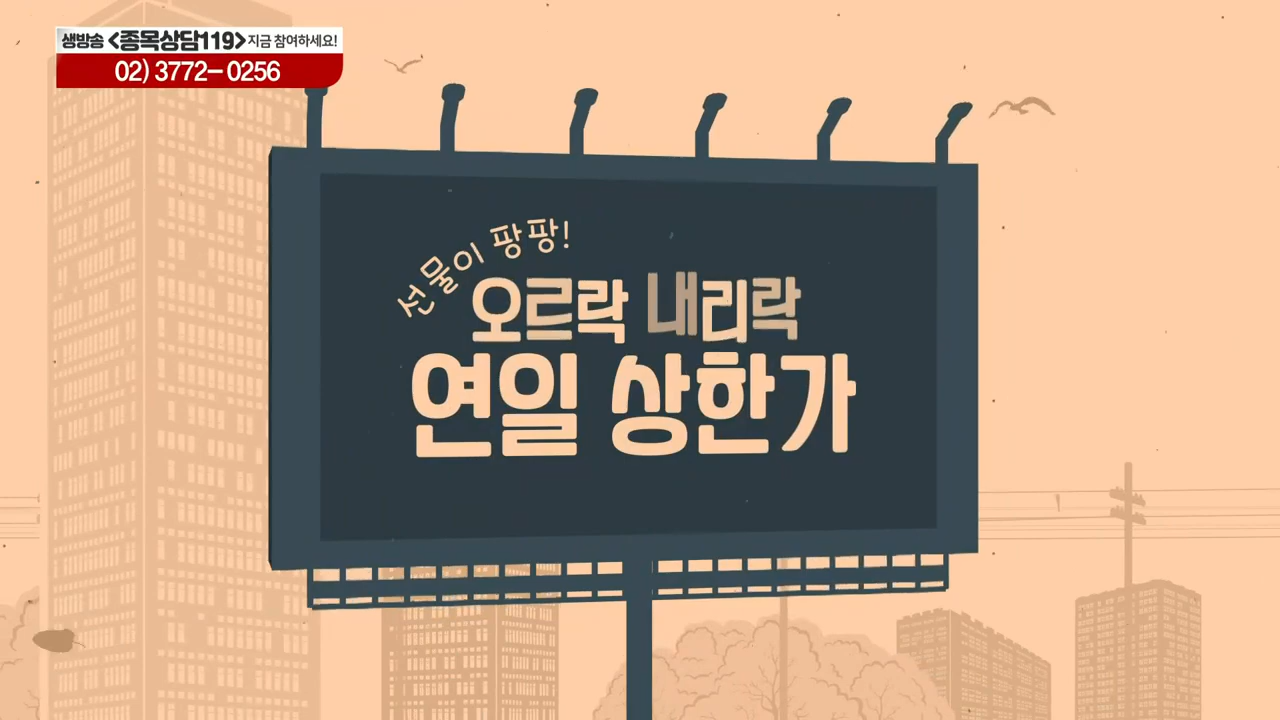 생방송 <종목상담119> 지금 참여하세요!
02) 3772-0256
선물이 팡팡!
오르락 내리락
연일 상한가